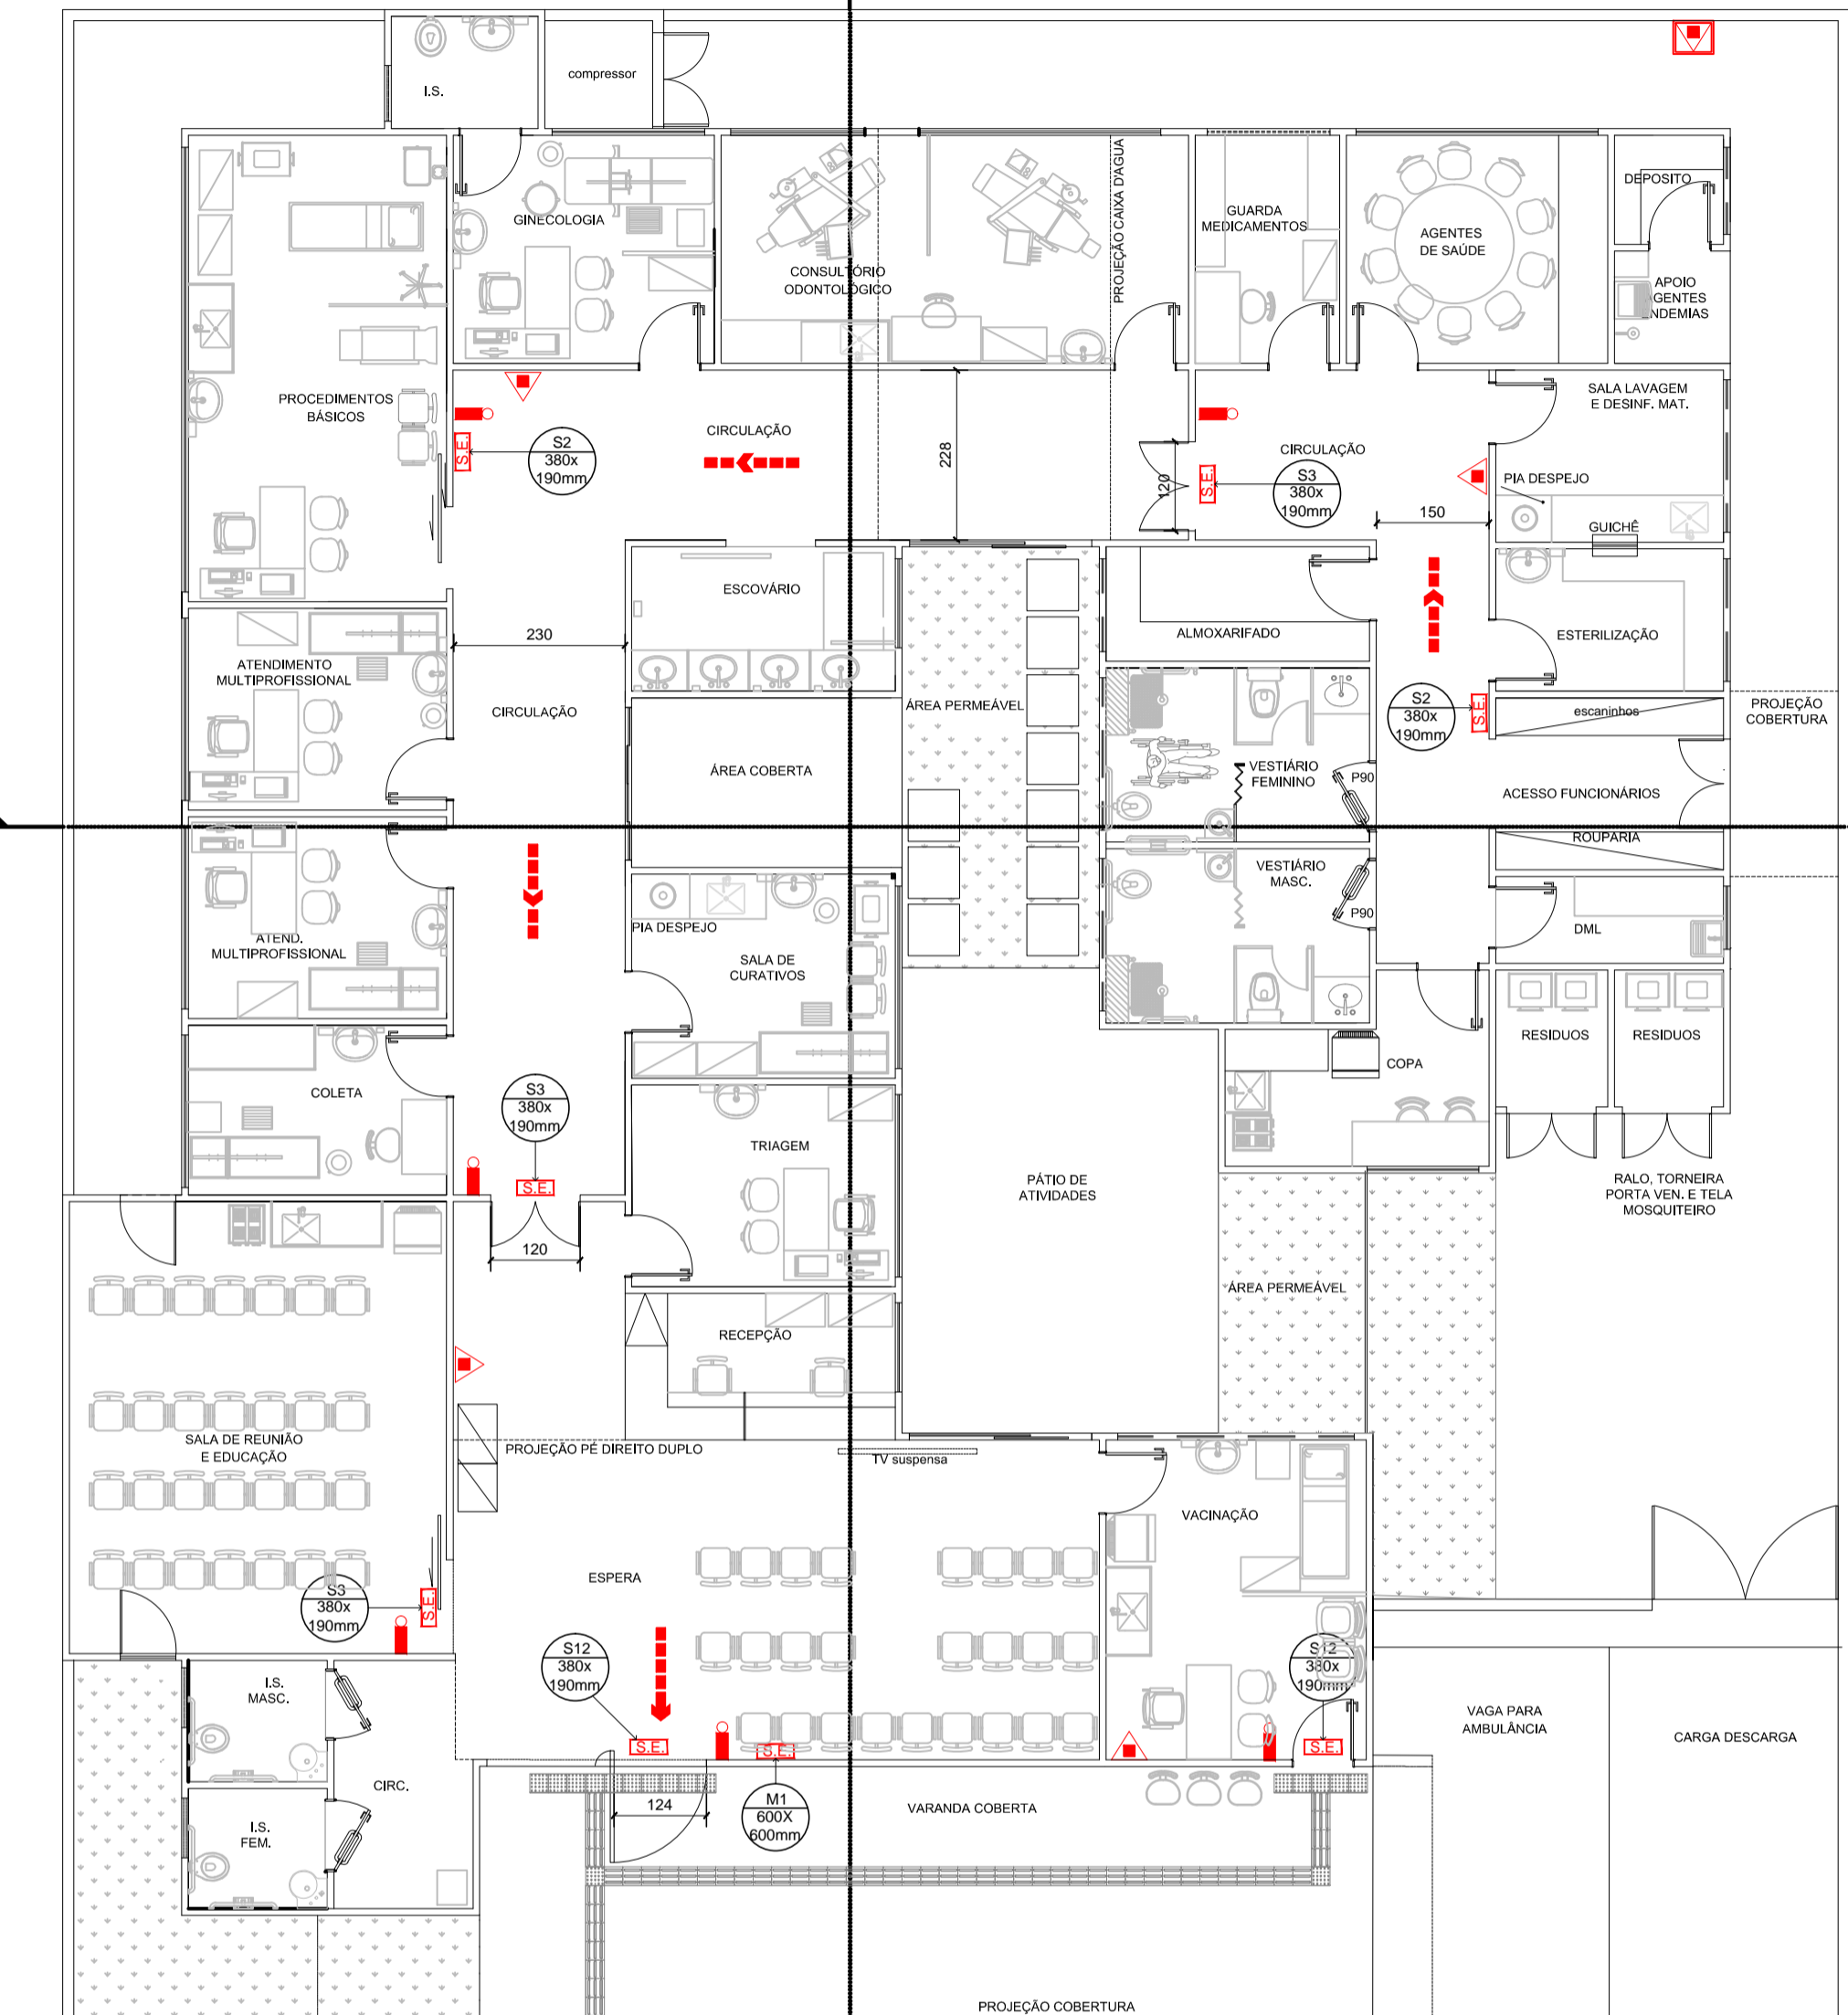 I.S.
compressor
GINECOLOGIA
CONSULTÓRIO
ODONTOLÓGICO
PROJEÇÃO CAIXA D'AGUA
GUARDA
MEDICAMENTOS
AGENTES
DE SAÚDE
DEPOSITO
APOIO
AGENTES
ENDEMIAS
PROCEDIMENTOS
BÁSICOS
S.E.
S2
380x
190mm
CIRCULAÇÃO
228
120
S.E.
CIRCULAÇÃO
S3
380x
190mm
SALA LAVAGEM
E DESINF. MAT.
PIA DESPEJO
150
GUICHÊ
ESCOVÁRIO
230
ATENDIMENTO
MULTIPROFISSIONAL
CIRCULAÇÃO
ÁREA COBERTA
ÁREA PERMEÁVEL
ALMOXARIFADO
ESTERILIZAÇÃO
S2
380x
190mm
S.E.
escaninhos
PROJEÇÃO
COBERTURA
VESTIÁRIO
FEMININO
P90
ACESSO FUNCIONÁRIOS
ROUPARIA
VESTIÁRIO
MASC.
P90
DML
ATEND.
MULTIPROFISSIONAL
PIA DESPEJO
SALA DE
CURATIVOS
COLETA
S3
380x
190mm
S.E.
120
TRIAGEM
PÁTIO DE
ATIVIDADES
COPA
RESIDUOS
RESIDUOS
RALO, TORNEIRA
PORTA VEN. E TELA
MOSQUITEIRO
ÁREA PERMEÁVEL
RECEPÇÃO
SALA DE REUNIÃO
E EDUCAÇÃO
PROJEÇÃO PÉ DIREITO DUPLO
TV suspensa
VACINAÇÃO
ESPERA
S3
380x
190mm
S.E.
S12
380x
190mm
S.E.
S.E.
S12
380x
190mm
S.E.
I.S.
MASC.
CIRC.
I.S.
FEM.
124
M1
600X
600mm
VARANDA COBERTA
VAGA PARA
AMBULÂNCIA
CARGA DESCARGA
PROJEÇÃO COBERTURA